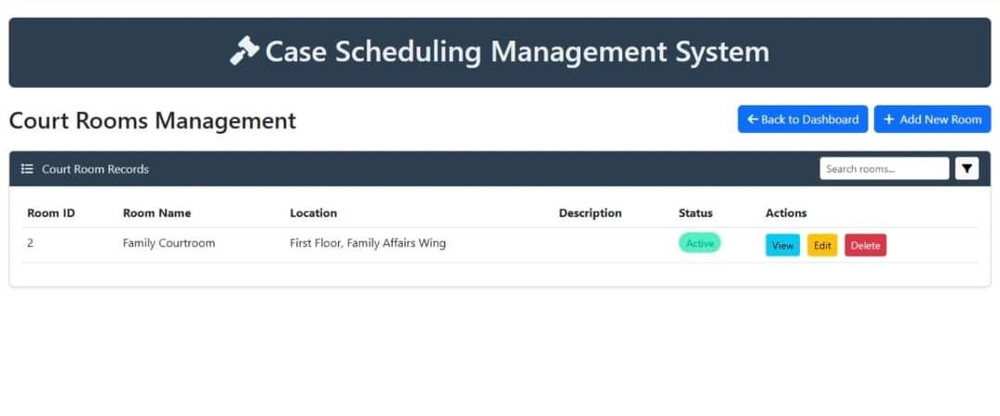 Case Scheduling Management System
Court Rooms Management
Back to Dashboard
Add New Room
Court Room Records
Search rooms...
Room ID Room Name Location Description Status Actions
2 Family Courtroom First Floor, Family Affairs Wing Active View Edit Delete